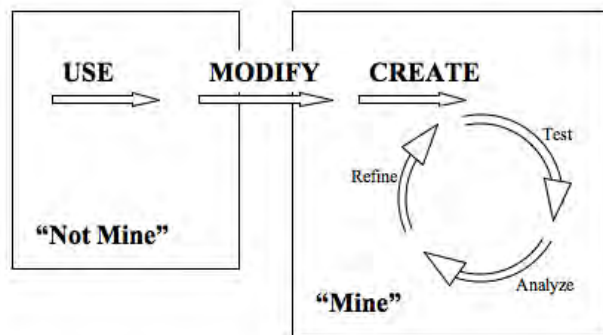 USE MODIFY CREATE
Test
Refine
“Not Mine”
Analyze
“Mine”